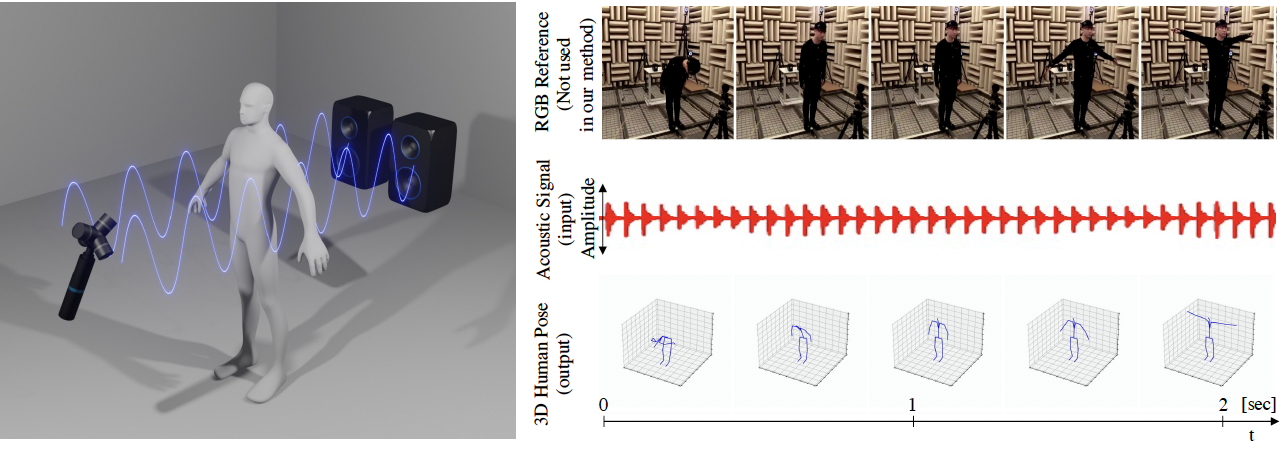 RGB Reference
(Not used
in our method)
Acoustic Signal
(input)
Amplitude
3D Human Pose
(output)
0
1
2
[sec]
t